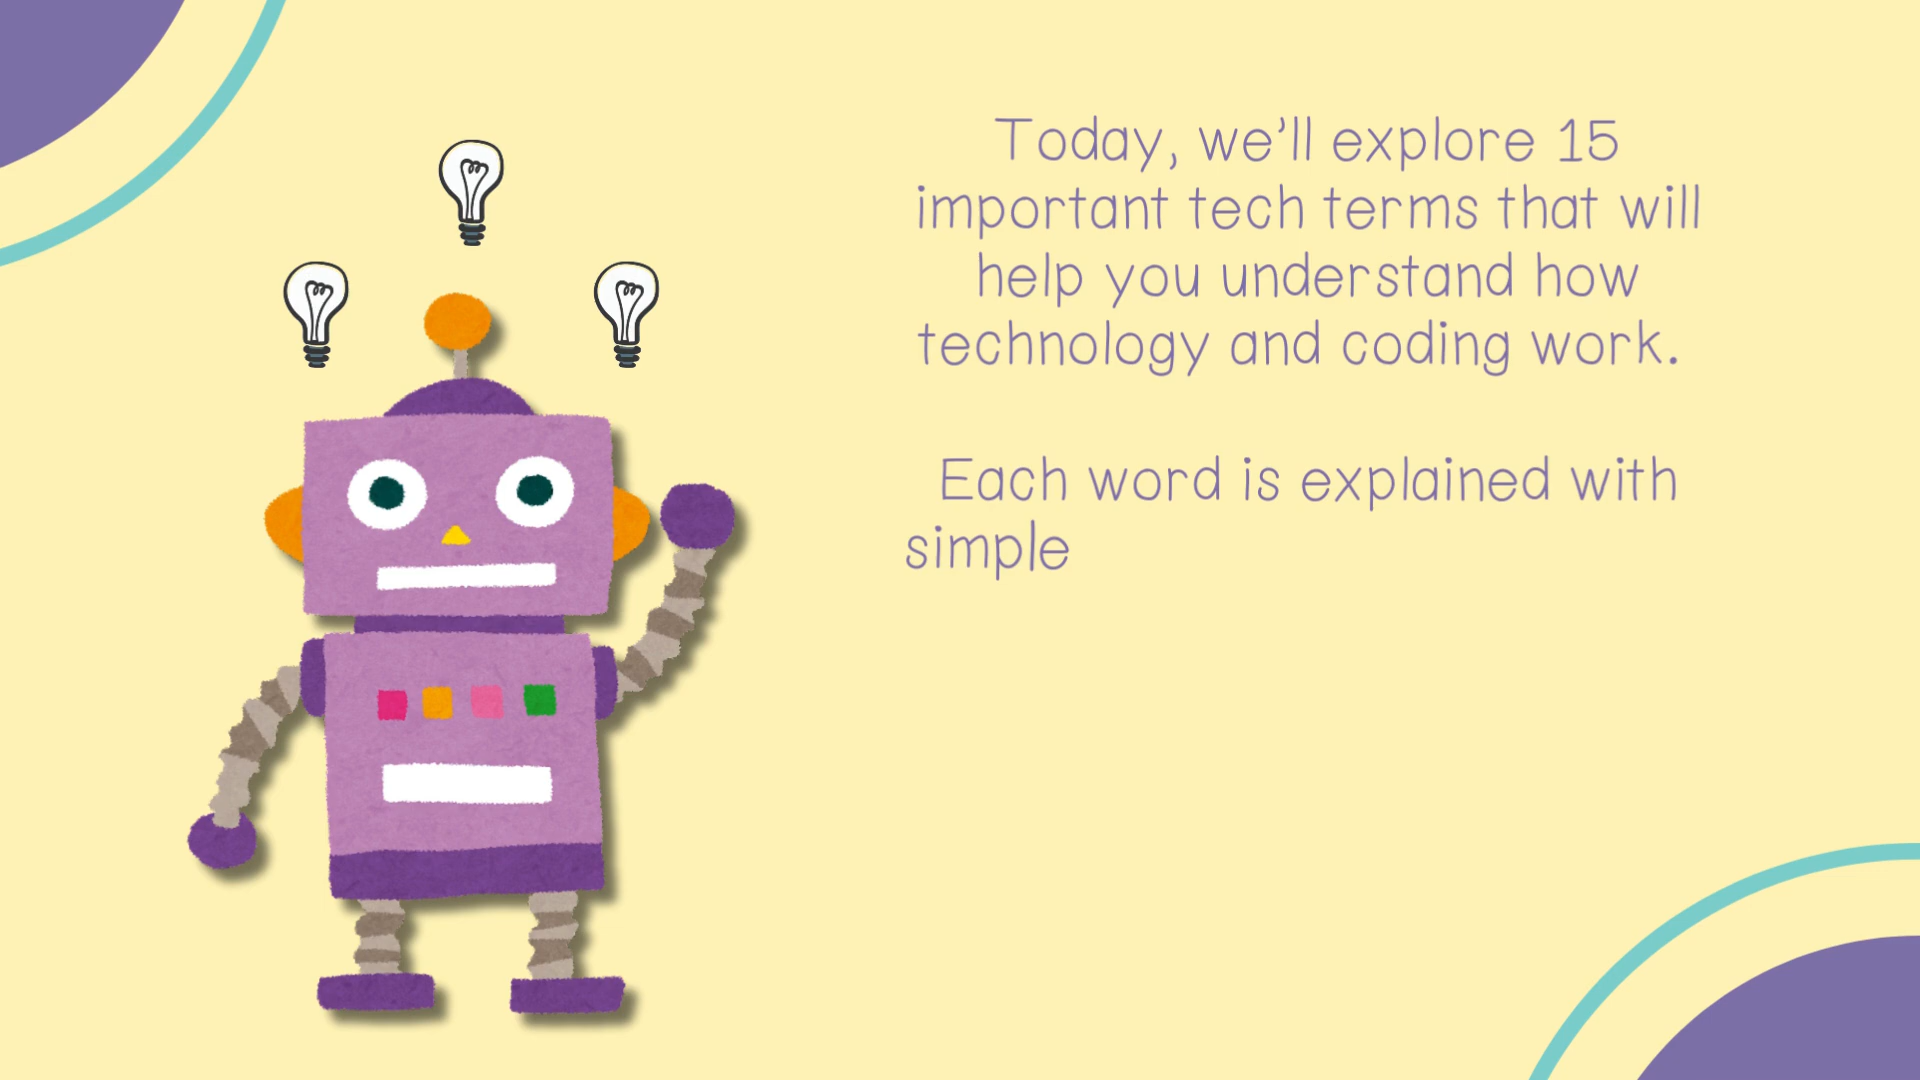 Today, we'll explore 15
important tech terms that will
help you understand how
technology and coding work.
Each word is explained with
simple